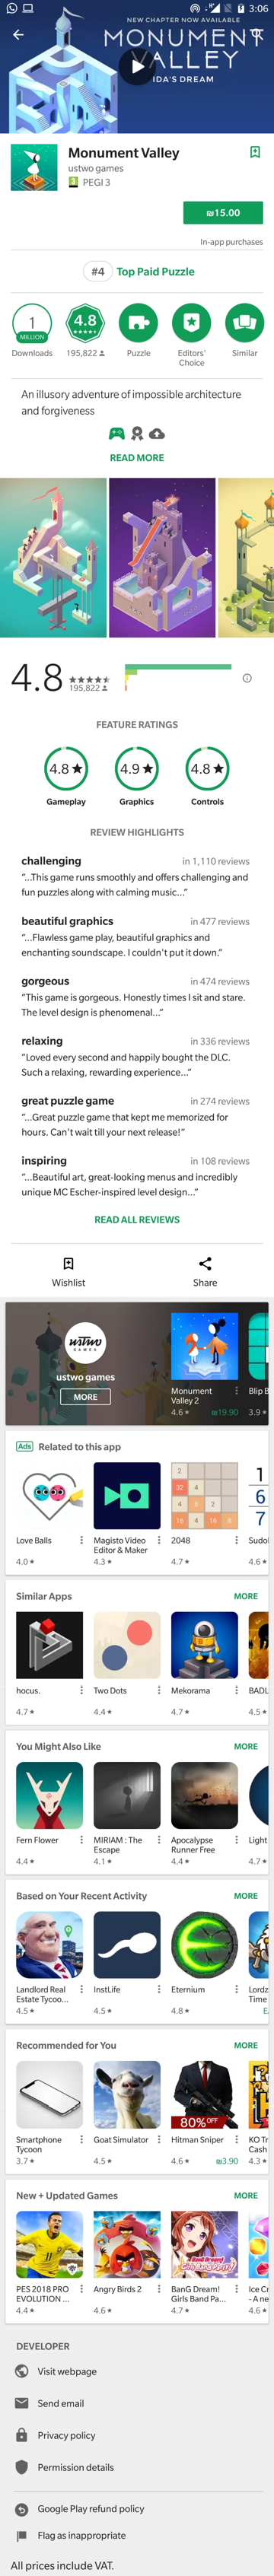 3:06
NEW CHAPTER NOW AVAILABLE
MONUMENT
VALLEY
IDA'S DREAM
Monument Valley
ustwo games
PEGI 3
₪15.00
In-app purchases
#4 Top Paid Puzzle
1
MILLION
Downloads
4.8
195,822
Puzzle
Editors'
Choice
Similar
An illusory adventure of impossible architecture
and forgiveness
READ MORE
4.8
195,822
FEATURE RATINGS
4.8 ★ 4.9 ★ 4.8 ★
Gameplay Graphics Controls
REVIEW HIGHLIGHTS
challenging in 1,110 reviews
"...This game runs smoothly and offers challenging and
fun puzzles along with calming music..."
beautiful graphics in 477 reviews
"...Flawless game play, beautiful graphics and
enchanting soundscape. I couldn't put it down."
gorgeous in 474 reviews
"This game is gorgeous. Honestly times I sit and stare.
The level design is phenomenal..."
relaxing in 336 reviews
"Loved every second and happily bought the DLC.
Such a relaxing, rewarding experience..."
great puzzle game in 274 reviews
"...Great puzzle game that kept me memorized for
hours. Can't wait till your next release!"
inspiring in 108 reviews
"...Beautiful art, great-looking menus and incredibly
unique MC Escher-inspired level design..."
READ ALL REVIEWS
Wishlist Share
ustwo
GAMES
ustwo games
MORE
Monument
Valley 2
4.6 ★ ₪19.90
Blip B
3.9 ★
Ads Related to this app
2
32 4
4 8 2
16 4 16 8
1
6
7
Love Balls
4.0 ★
Magisto Video
Editor & Maker
4.3 ★
2048
4.7 ★
Sudo
4.6 ★
Similar Apps MORE
hocus.
4.7 ★
Two Dots
4.4 ★
Mekorama
4.7 ★
BADL
4.5 ★
You Might Also Like MORE
Fern Flower
4.4 ★
MIRIAM : The
Escape
4.1 ★
Apocalypse
Runner Free
4.4 ★
Light
4.7 ★
Based on Your Recent Activity MORE
Landlord Real
Estate Tycoo...
4.5 ★
InstLife
4.5 ★
Eternium
4.8 ★
Lordz
Time
Recommended for You MORE
80% OFF
Smartphone
Tycoon
3.7 ★
Goat Simulator
4.5 ★
Hitman Sniper
4.6 ★ ₪3.90
KO Tr
Cash
4.3 ★
New + Updated Games MORE
PES 2018 PRO
EVOLUTION ...
4.4 ★
Angry Birds 2
4.6 ★
BanG Dream!
Girls Band Pa...
4.7 ★
Ice Cr
- A ne
4.6 ★
DEVELOPER
Visit webpage
Send email
Privacy policy
Permission details
Google Play refund policy
Flag as inappropriate
All prices include VAT.